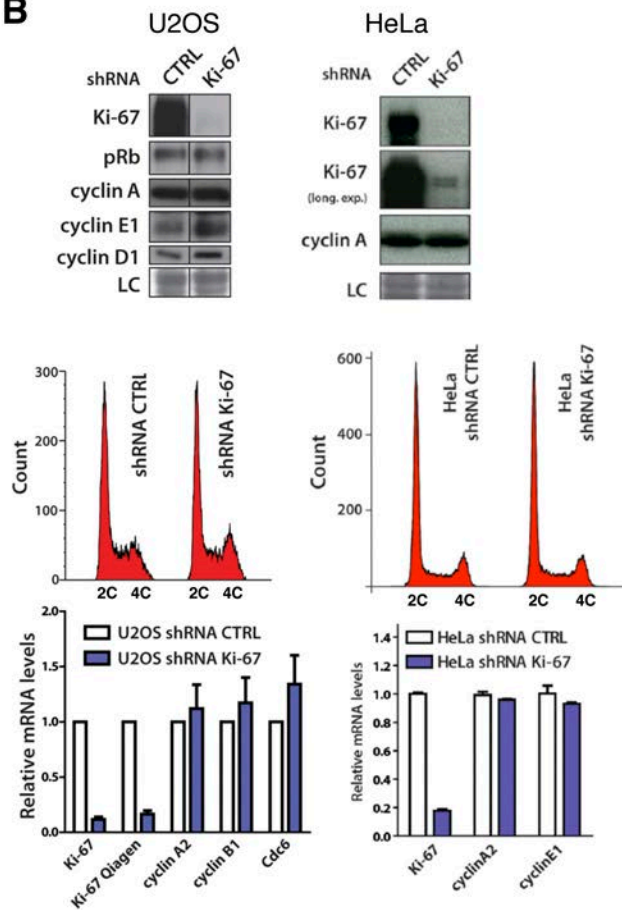 B
U2OS
HeLa
shRNA CTRL Ki-67
shRNA CTRL Ki-67
Ki-67
pRb
cyclin A
cyclin E1
cyclin D1
LC
Ki-67
Ki-67
(long. exp.)
cyclin A
LC
Count
300
200
100
0
shRNA CTRL
shRNA Ki-67
2C 4C 2C 4C
Count
600
400
200
HeLa
shRNA CTRL
HeLa
shRNA Ki-67
2C 4C 2C 4C
Relative mRNA levels
2.0
1.5
1.0
0.5
0.0
U2OS shRNA CTRL
U2OS shRNA Ki-67
Ki-67
Ki-67 Qiagen
cyclin A2
cyclin B1
Cdc6
Relative mRNA levels
1.4
1.2
1.0
0.8
0.6
0.4
0.2
0.0
HeLa shRNA CTRL
HeLa shRNA Ki-67
Ki-67
cyclinA2
cyclinE1